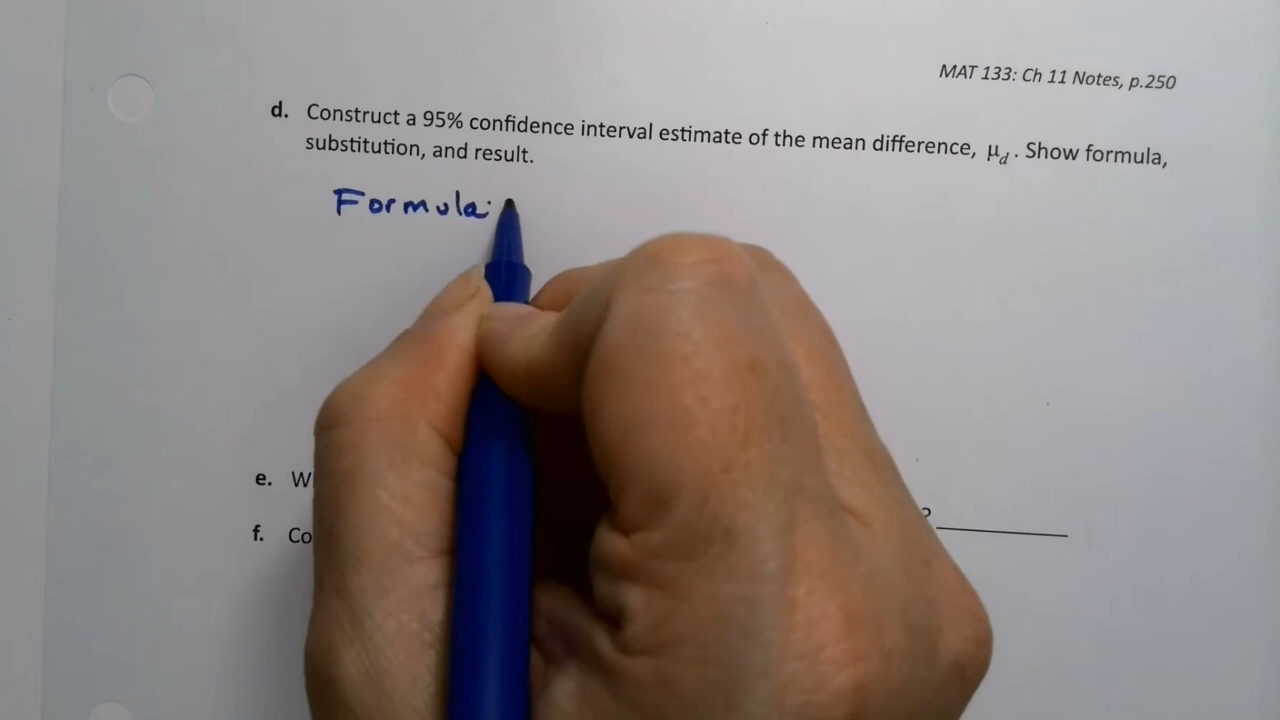 MAT 133: Ch 11 Notes, p.250
d. Construct a 95% confidence interval estimate of the mean difference, μd. Show formula,
substitution, and result.
Formula:
e. W
? ________
f. Co